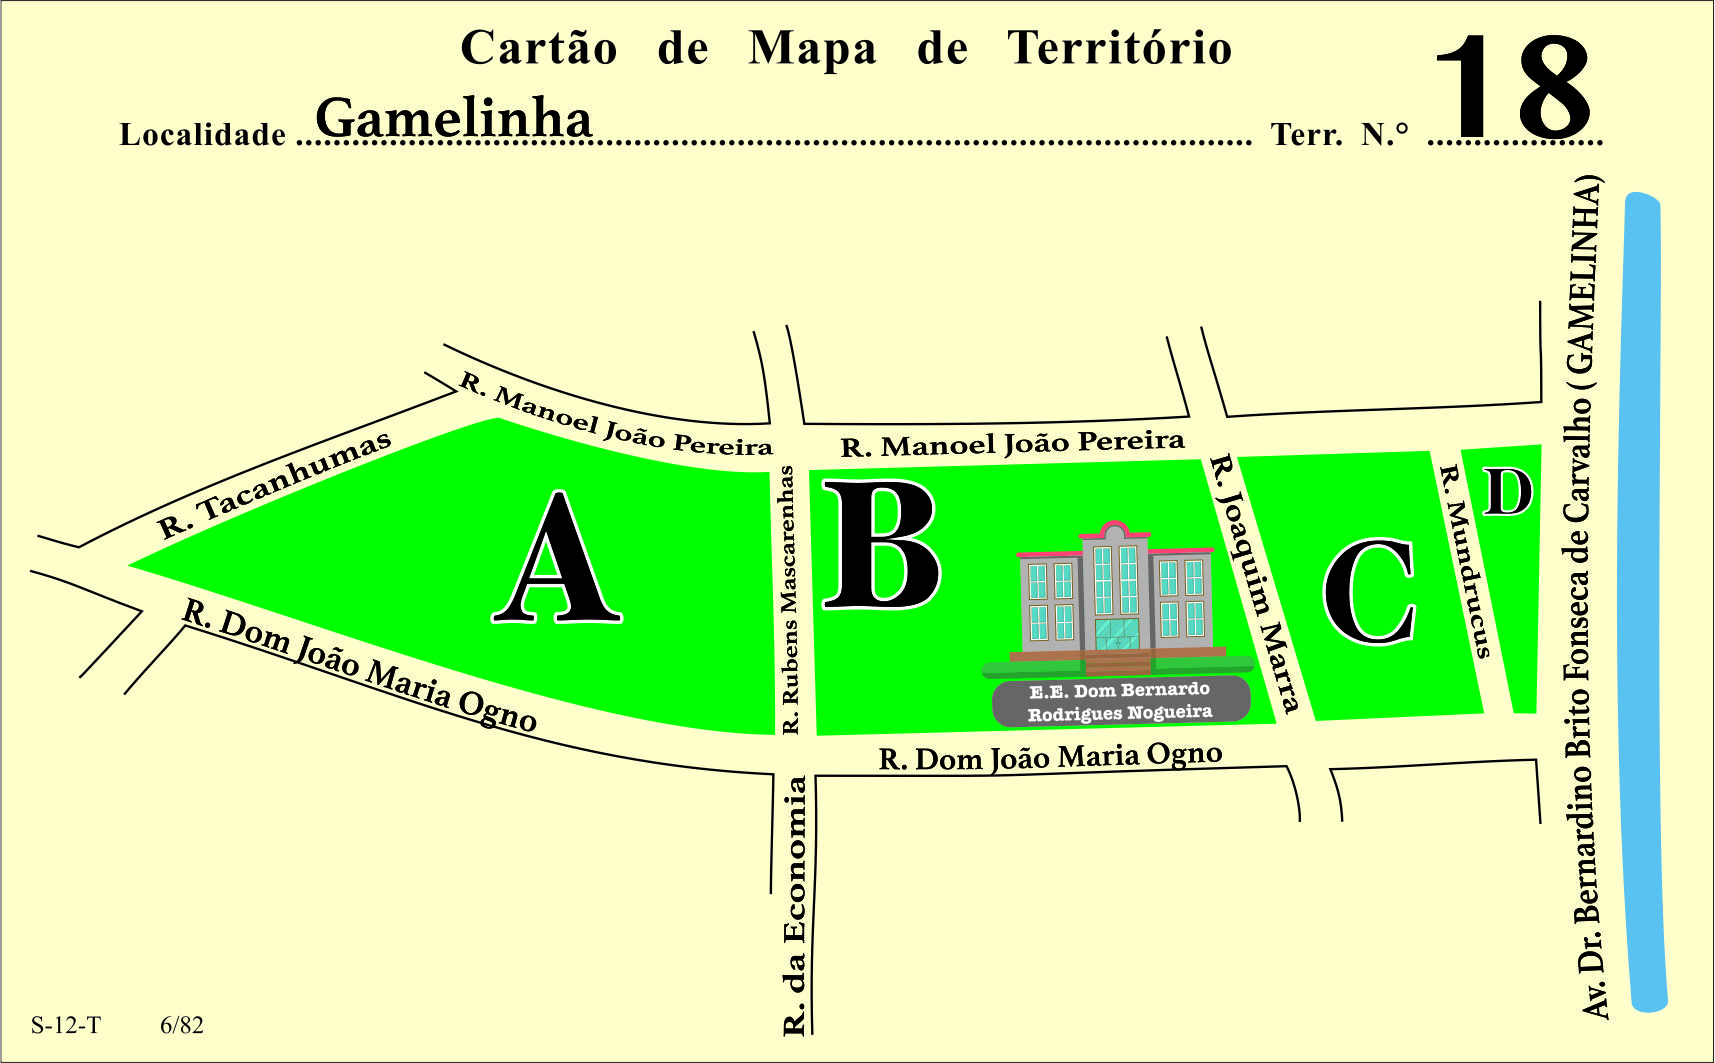 Cartão de Mapa de Território
Localidade Gamelinha Terr. N.° 18
R. Manoel João Pereira
R. Manoel João Pereira
R. Tacanhumas
A
B
C
D
R. Rubens Mascarenhas
R. Joaquim Marra
R. Mundrucus
Av. Dr. Bernardino Brito Fonseca de Carvalho ( GAMELINHA)
E.E. Dom Bernardo
Rodrigues Nogueira
R. Dom João Maria Ogno
R. Dom João Maria Ogno
R. da Economia
S-12-T 6/82